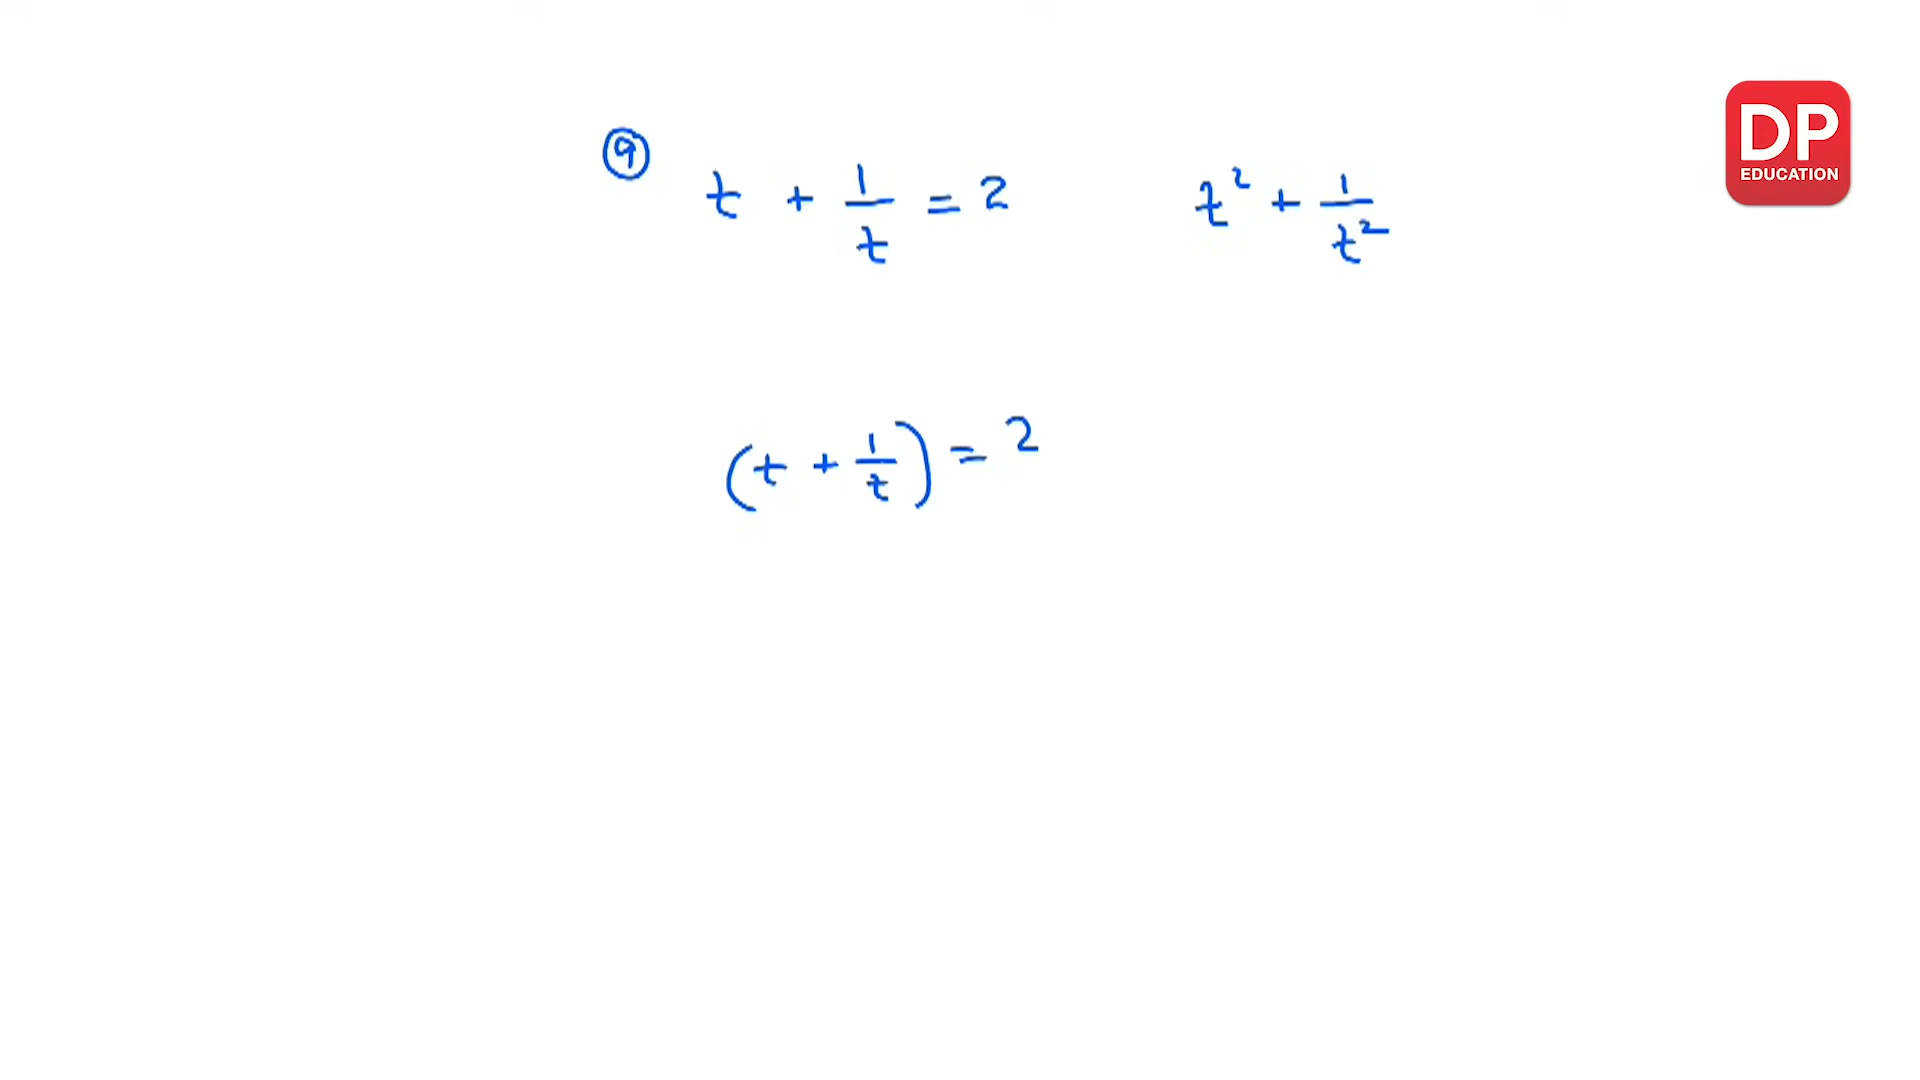 ⑨ t + 1/t = 2    t² + 1/t²
(t + 1/t) = 2
DP
EDUCATION